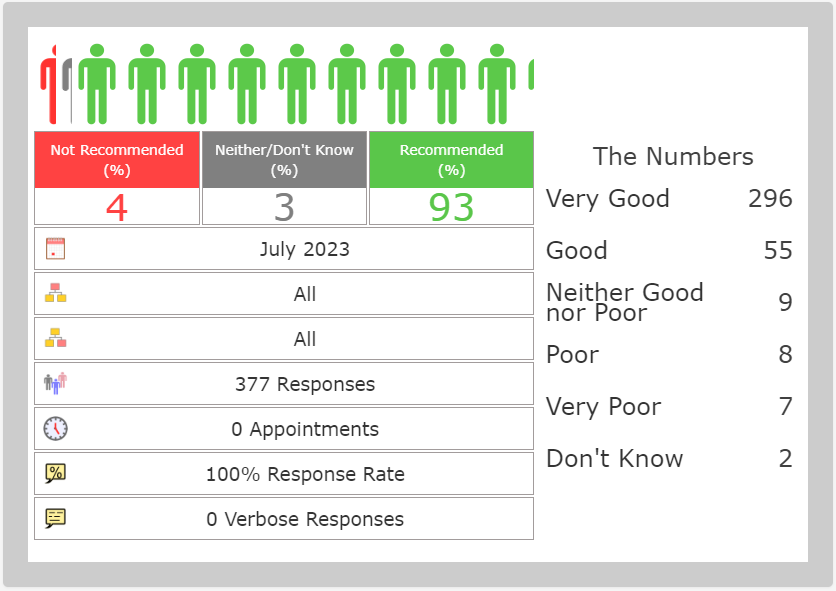 Not Recommended
(%)
Neither/Don't Know
(%)
Recommended
(%)
4
3
93
July 2023
All
All
377 Responses
0 Appointments
%
100% Response Rate
0 Verbose Responses
The Numbers
Very Good 296
Good 55
Neither Good
nor Poor 9
Poor 8
Very Poor 7
Don't Know 2